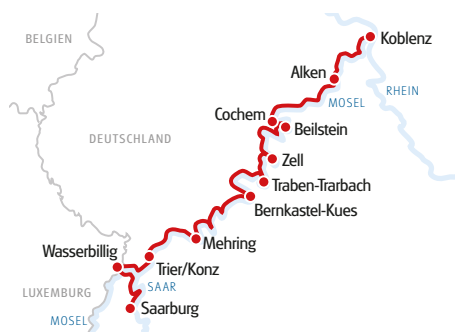 BELGIEN
Koblenz
Alken
RHEIN
MOSEL
Cochem
Beilstein
DEUTSCHLAND
Zell
Traben-Trarbach
Bernkastel-Kues
Mehring
Wasserbillig
Trier/Konz
LUXEMBURG
SAAR
Saarburg
MOSEL